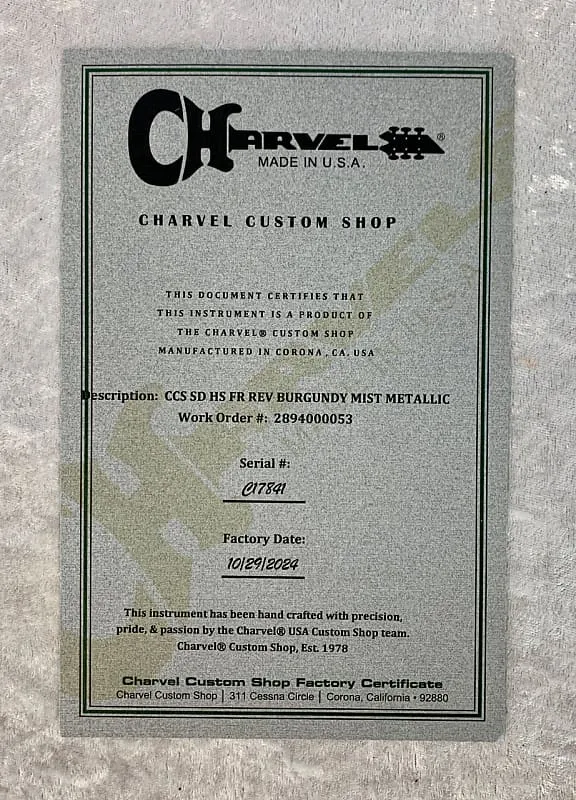 CHARVEL®
MADE IN U.S.A.
CHARVEL CUSTOM SHOP
THIS DOCUMENT CERTIFIES THAT
THIS INSTRUMENT IS A PRODUCT OF
THE CHARVEL® CUSTOM SHOP
MANUFACTURED IN CORONA, CA. USA
Description: CCS SD HS FR REV BURGUNDY MIST METALLIC
Work Order #: 2894000053
Serial #:
C17841
Factory Date:
10/29/2024
This instrument has been hand crafted with precision,
pride, & passion by the Charvel® USA Custom Shop team.
Charvel® Custom Shop, Est. 1978
Charvel Custom Shop Factory Certificate
Charvel Custom Shop | 311 Cessna Circle | Corona, California • 92880